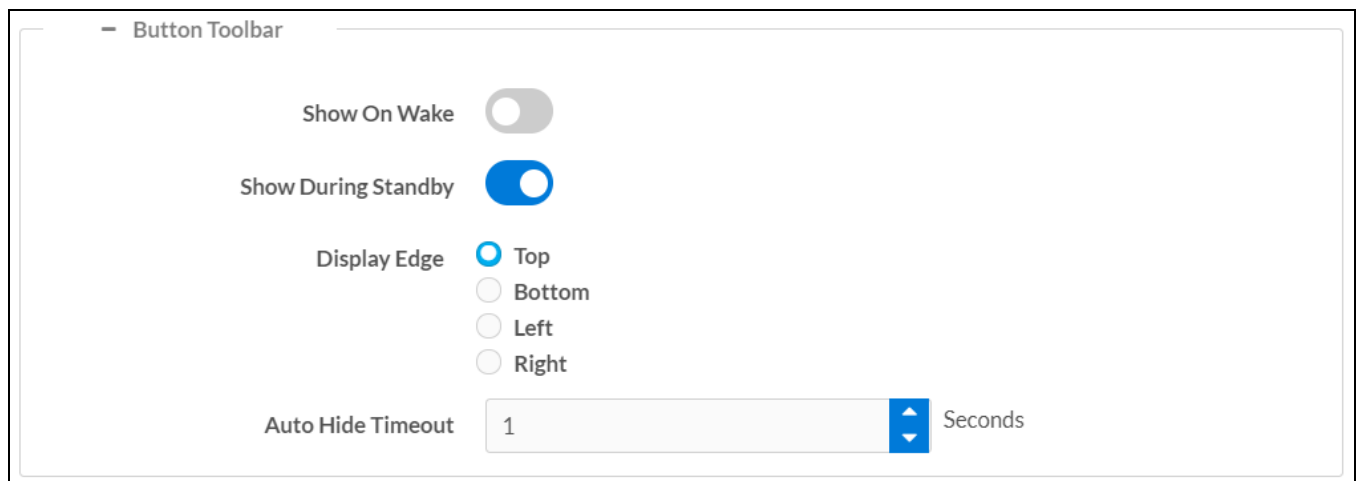 Button Toolbar
Show On Wake
Show During Standby
Display Edge Top
Bottom
Left
Right
Auto Hide Timeout 1 Seconds